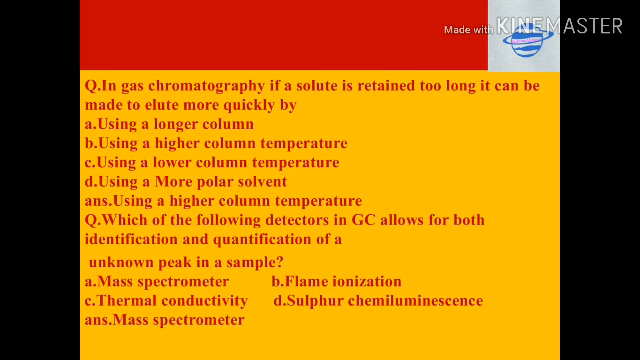 Made with KINEMASTER
Q.In gas chromatography if a solute is retained too long it can be
made to elute more quickly by
a.Using a longer column
b.Using a higher column temperature
c.Using a lower column temperature
d.Using a More polar solvent
ans.Using a higher column temperature
Q.Which of the following detectors in GC allows for both
identification and quantification of a
unknown peak in a sample?
a.Mass spectrometer b.Flame ionization
c.Thermal conductivity d.Sulphur chemiluminescence
ans.Mass spectrometer